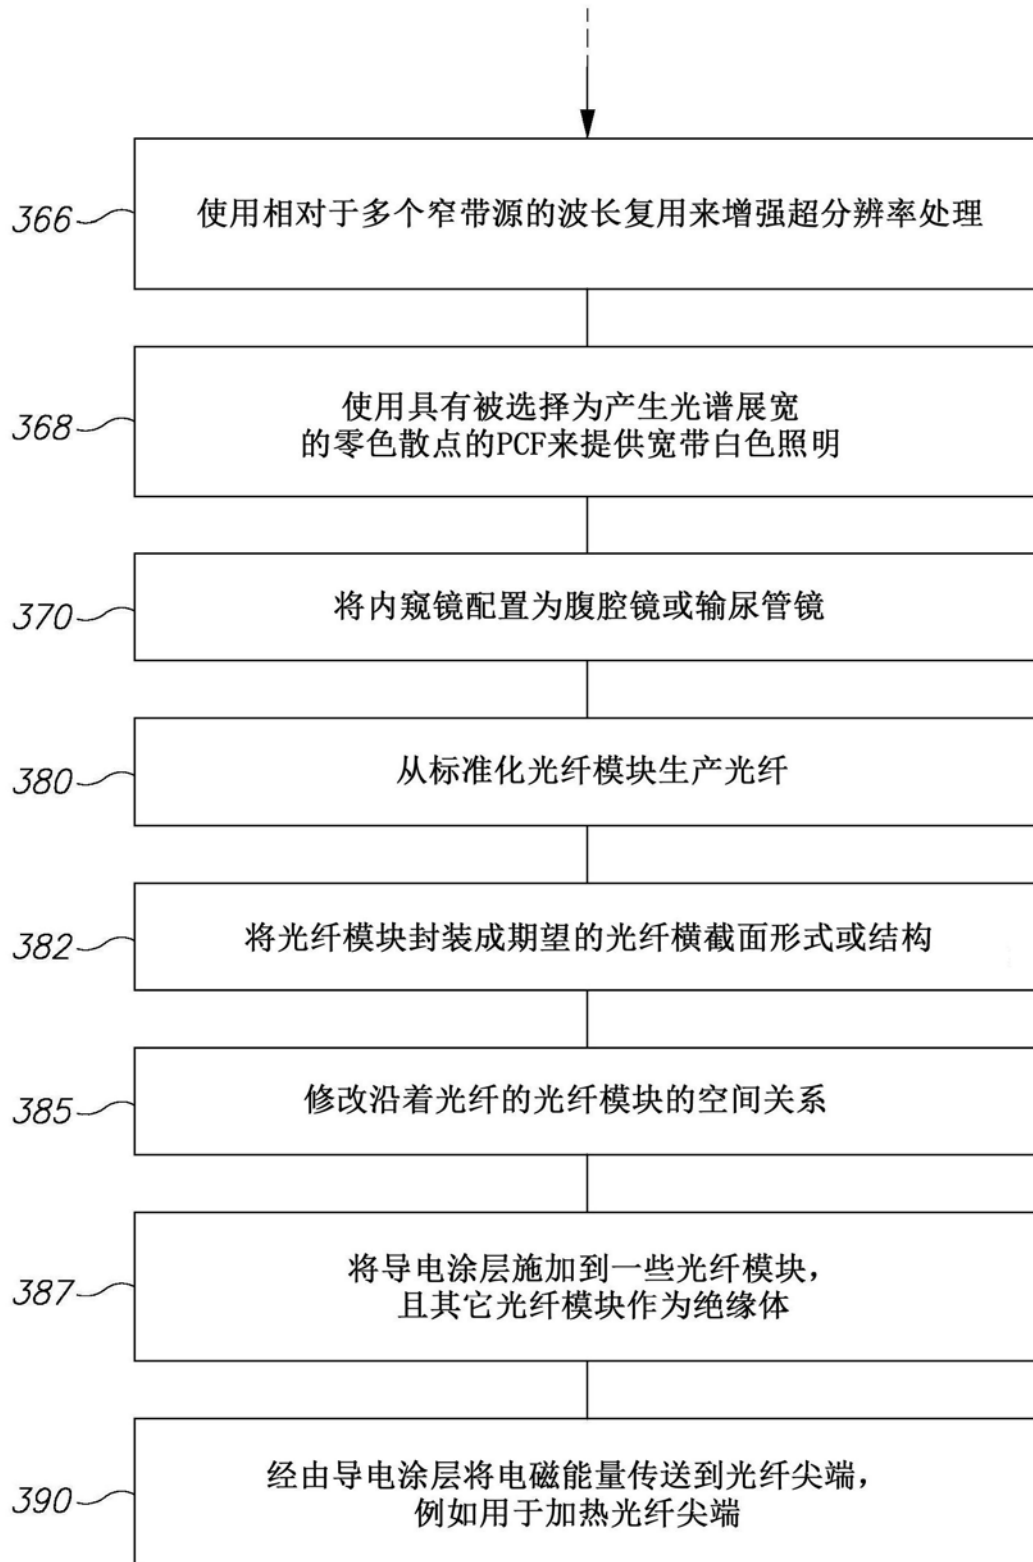 366
使用相对于多个窄带源的波长复用来增强超分辨率处理
368
使用具有被选择为产生光谱展宽
的零色散点的PCF来提供宽带白色照明
370
将内窥镜配置为腹腔镜或输尿管镜
380
从标准化光纤模块生产光纤
382
将光纤模块封装成期望的光纤横截面形式或结构
385
修改沿着光纤的光纤模块的空间关系
387
将导电涂层施加到一些光纤模块，
且其它光纤模块作为绝缘体
390
经由导电涂层将电磁能量传送到光纤尖端，
例如用于加热光纤尖端